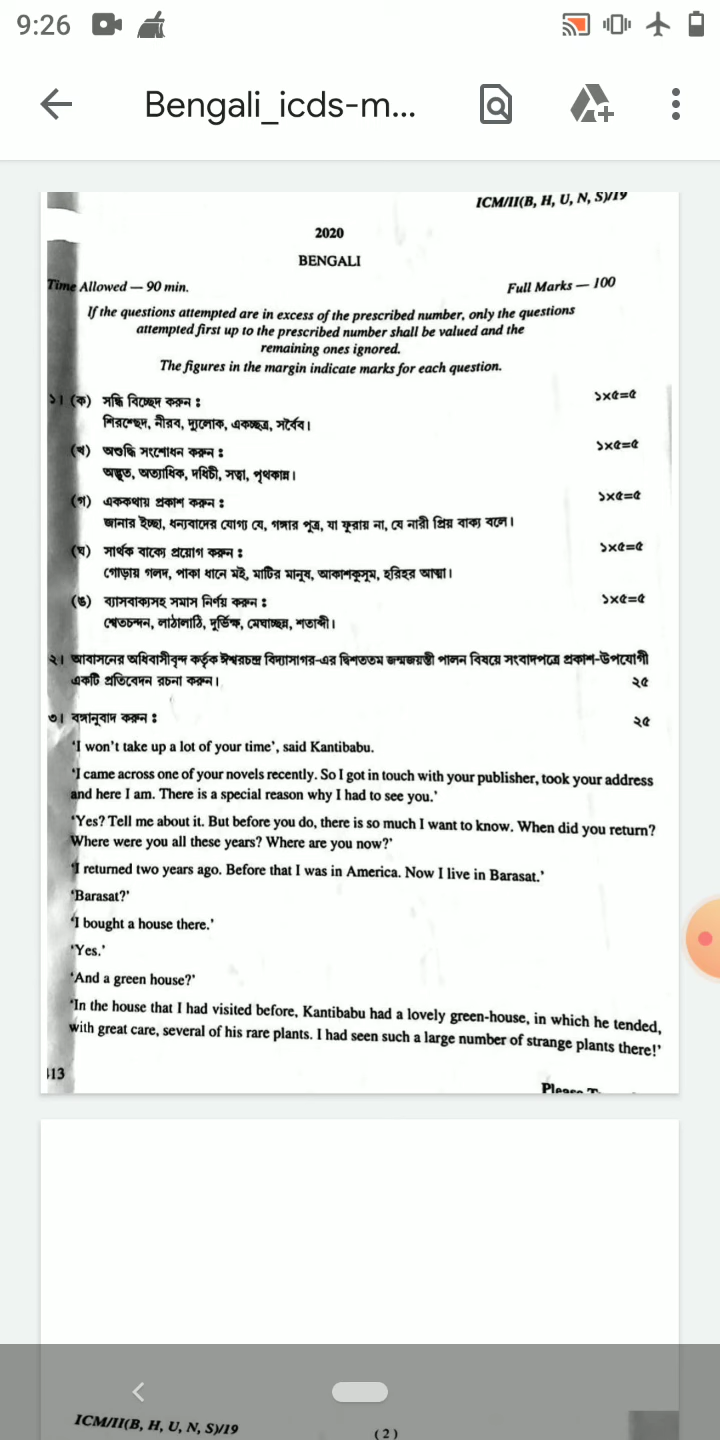 9:26
Bengali_icds-m...
ICM/II(B, H, U, N, S)/19
2020
BENGALI
Time Allowed — 90 min.
Full Marks — 100
If the questions attempted are in excess of the prescribed number, only the questions
attempted first up to the prescribed number shall be valued and the
remaining ones ignored.
The figures in the margin indicate marks for each question.
১। (ক) সন্ধি বিচ্ছেদ করুন : ১×৫=৫
শিরশ্ছেদ, নীরব, দ্যুলোক, একচ্ছত্র, সর্বৈব।
(খ) অশুদ্ধি সংশোধন করুন : ১×৫=৫
অদ্ভূত, অত্যাধিক, দধিচী, সত্বা, পৃথকান্ন।
(গ) এককথায় প্রকাশ করুন : ১×৫=৫
জানার ইচ্ছা, ধন্যবাদের যোগ্য যে, গঙ্গার পুত্র, যা ফুরায় না, যে নারী প্রিয় বাক্য বলে।
(ঘ) সার্থক বাক্যে প্রয়োগ করুন : ১×৫=৫
গোড়ায় গলদ, পাকা ধানে মই, মাটির মানুষ, আকাশকুসুম, হরিহর আত্মা।
(ঙ) ব্যাসবাক্যসহ সমাস নির্ণয় করুন : ১×৫=৫
শ্বেতচন্দন, লাঠালাঠি, দুর্ভিক্ষ, মেঘাচ্ছন্ন, শতাব্দী।
২। আবাসনের অধিবাসীবৃন্দ কর্তৃক ঈশ্বরচন্দ্র বিদ্যাসাগর-এর দ্বিশততম জন্মজয়ন্তী পালন বিষয়ে সংবাদপত্রে প্রকাশ-উপযোগী
একটি প্রতিবেদন রচনা করুন। ২৫
৩। বঙ্গানুবাদ করুন : ২৫
'I won't take up a lot of your time', said Kantibabu.
'I came across one of your novels recently. So I got in touch with your publisher, took your address
and here I am. There is a special reason why I had to see you.'
'Yes? Tell me about it. But before you do, there is so much I want to know. When did you return?
Where were you all these years? Where are you now?'
'I returned two years ago. Before that I was in America. Now I live in Barasat.'
'Barasat?'
'I bought a house there.'
'Yes.'
'And a green house?'
'In the house that I had visited before, Kantibabu had a lovely green-house, in which he tended,
with great care, several of his rare plants. I had seen such a large number of strange plants there!'
113
Please
ICM/II(B, H, U, N, S)/19
(2)